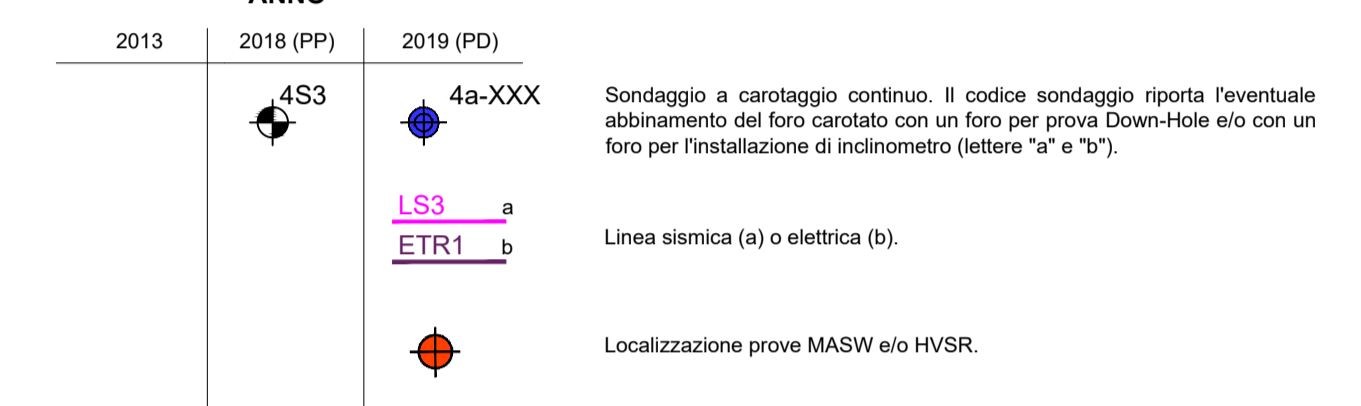 ANNO
2013 2018 (PP) 2019 (PD)
4S3 4a-XXX
Sondaggio a carotaggio continuo. Il codice sondaggio riporta l'eventuale
abbinamento del foro carotato con un foro per prova Down-Hole e/o con un
foro per l'installazione di inclinometro (lettere "a" e "b").
LS3 a
ETR1 b
Linea sismica (a) o elettrica (b).
Localizzazione prove MASW e/o HVSR.